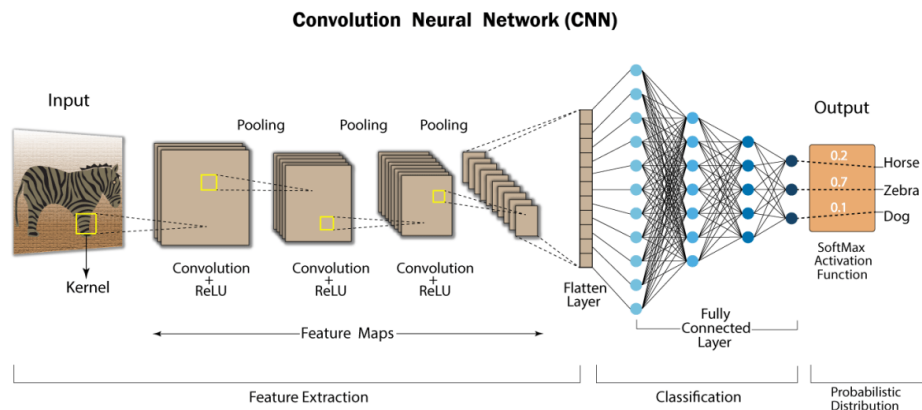 Convolution Neural Network (CNN)
Input
Pooling
Pooling
Pooling
Output
0.2
Horse
0.7
Zebra
0.1
Dog
SoftMax
Activation
Function
Kernel
Convolution
+
ReLU
Convolution
+
ReLU
Convolution
+
ReLU
Flatten
Layer
Feature Maps
Fully
Connected
Layer
Feature Extraction
Classification
Probabilistic
Distribution